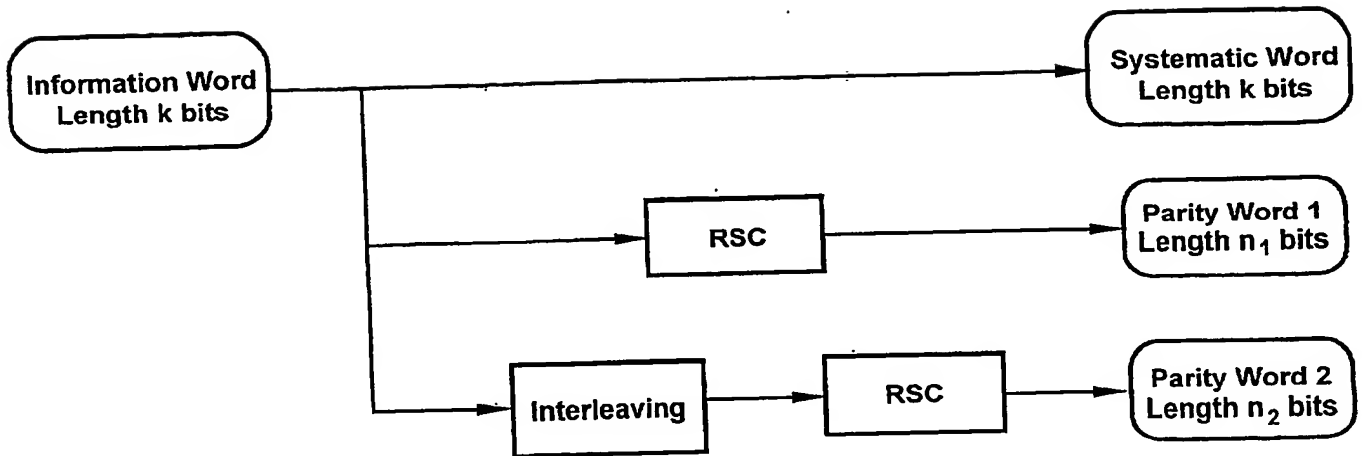 Information Word
Length k bits
Systematic Word
Length k bits
RSC
Parity Word 1
Length n₁ bits
Interleaving
RSC
Parity Word 2
Length n₂ bits